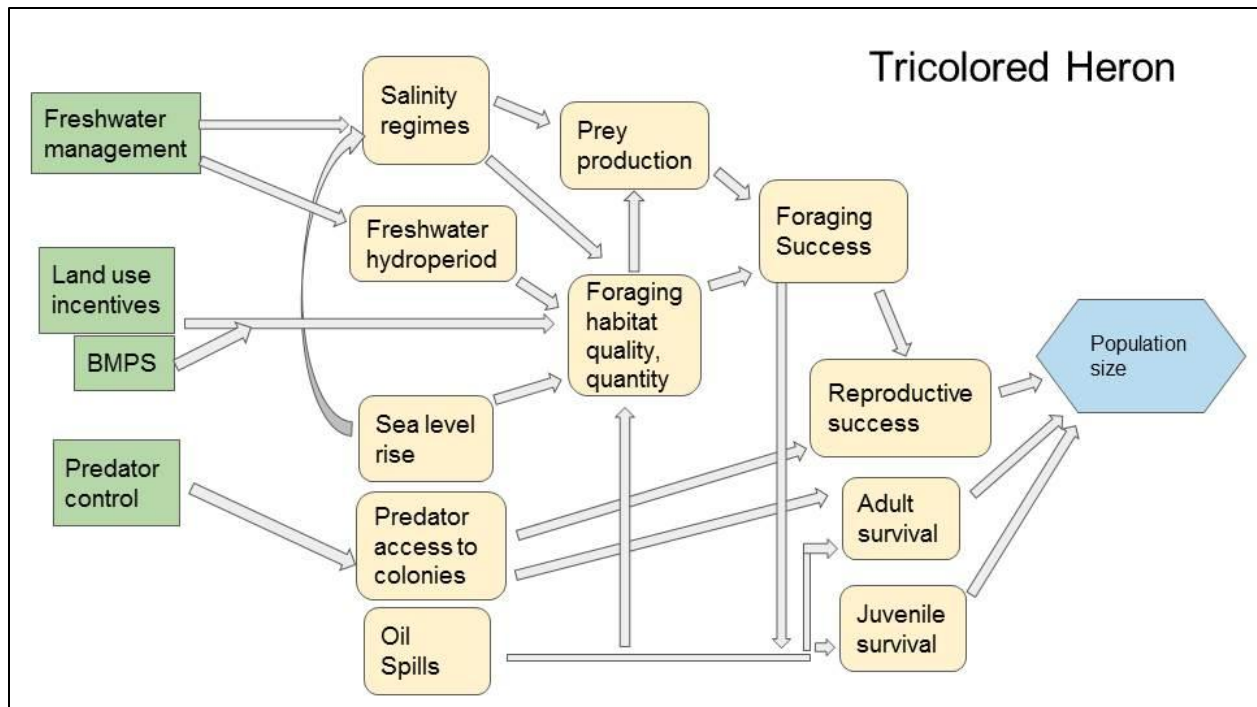 Tricolored Heron
Freshwater
management
Land use
incentives
BMPS
Predator
control
Salinity
regimes
Freshwater
hydroperiod
Sea level
rise
Predator
access to
colonies
Oil
Spills
Prey
production
Foraging
habitat
quality,
quantity
Foraging
Success
Reproductive
success
Adult
survival
Juvenile
survival
Population
size